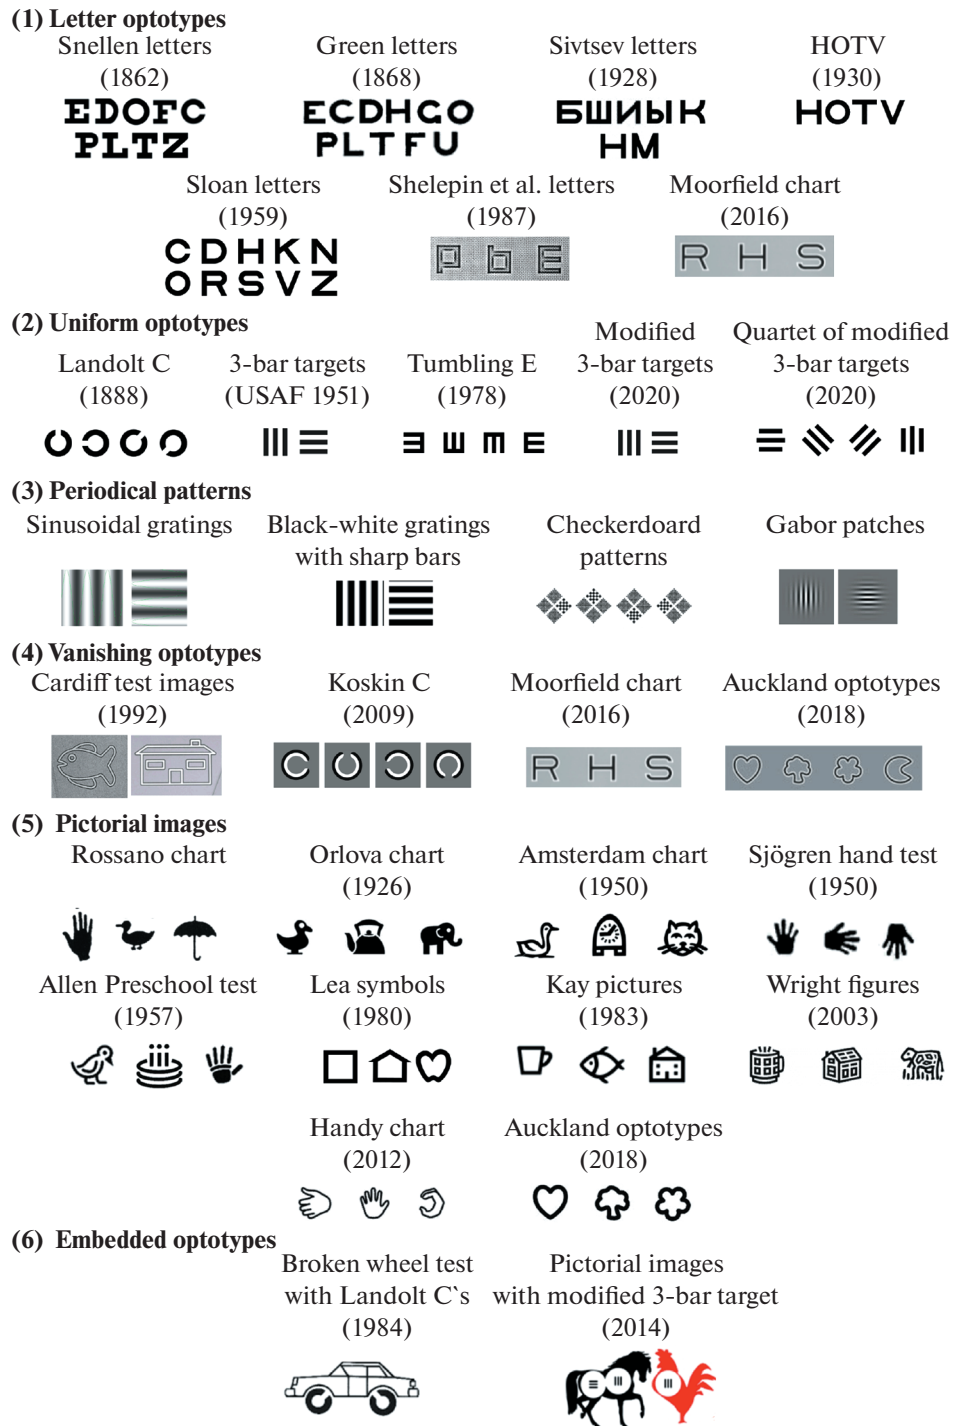 (1) Letter optotypes
Snellen letters Green letters Sivtsev letters HOTV
(1862) (1868) (1928) (1930)
EDOFC ECDHGO БШИЫК HOTV
PLTZ PLTFU НМ
Sloan letters Shelepin et al. letters Moorfield chart
(1959) (1987) (2016)
CDHKN P b E R H S
ORSVZ
(2) Uniform optotypes
Modified Quartet of modified
Landolt C 3-bar targets Tumbling E 3-bar targets 3-bar targets
(1888) (USAF 1951) (1978) (2020) (2020)
(3) Periodical patterns
Sinusoidal gratings Black-white gratings Checkerdoard Gabor patches
with sharp bars patterns
(4) Vanishing optotypes
Cardiff test images Koskin C Moorfield chart Auckland optotypes
(1992) (2009) (2016) (2018)
R H S
(5) Pictorial images
Rossano chart Orlova chart Amsterdam chart Sjögren hand test
(1926) (1950) (1950)
Allen Preschool test Lea symbols Kay pictures Wright figures
(1957) (1980) (1983) (2003)
Handy chart Auckland optotypes
(2012) (2018)
(6) Embedded optotypes
Broken wheel test Pictorial images
with Landolt C`s with modified 3-bar target
(1984) (2014)